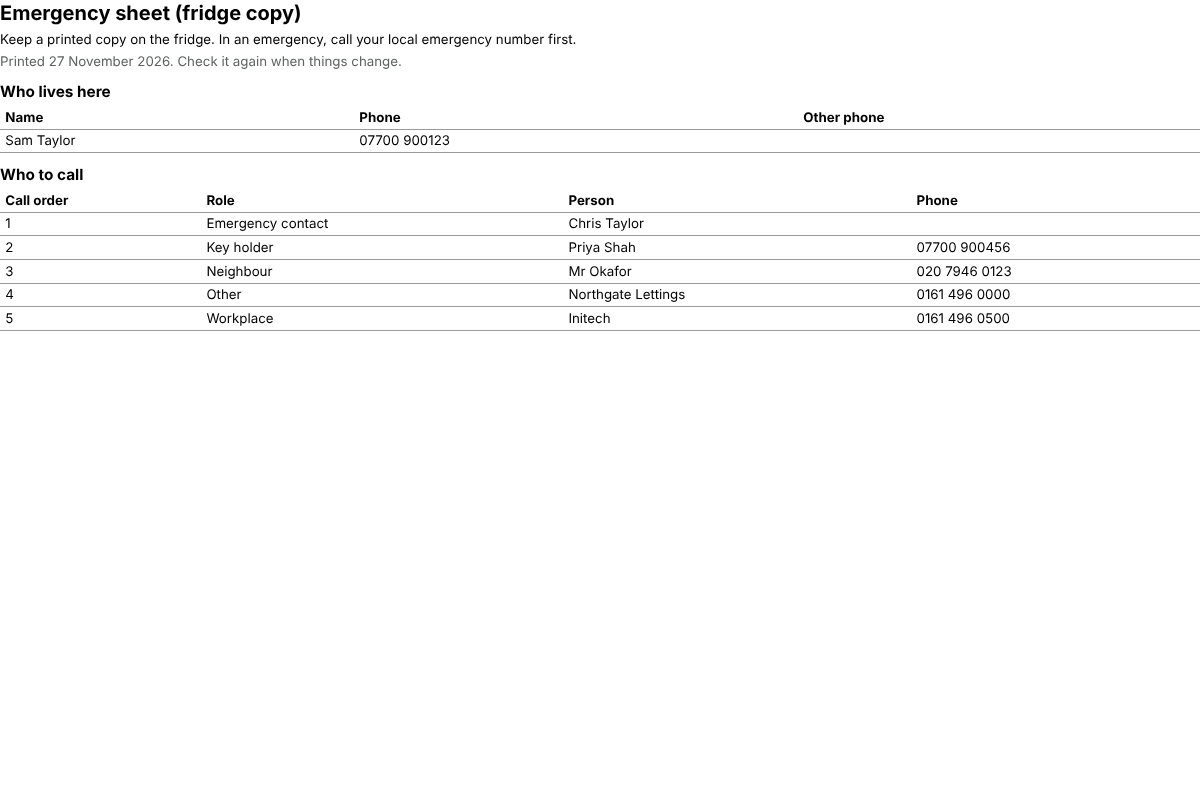 Emergency sheet (fridge copy)
Keep a printed copy on the fridge. In an emergency, call your local emergency number first.
Printed 27 November 2026. Check it again when things change.
Who lives here
Name Phone Other phone
Sam Taylor 07700 900123
Who to call
Call order Role Person Phone
1 Emergency contact Chris Taylor
2 Key holder Priya Shah 07700 900456
3 Neighbour Mr Okafor 020 7946 0123
4 Other Northgate Lettings 0161 496 0000
5 Workplace Initech 0161 496 0500